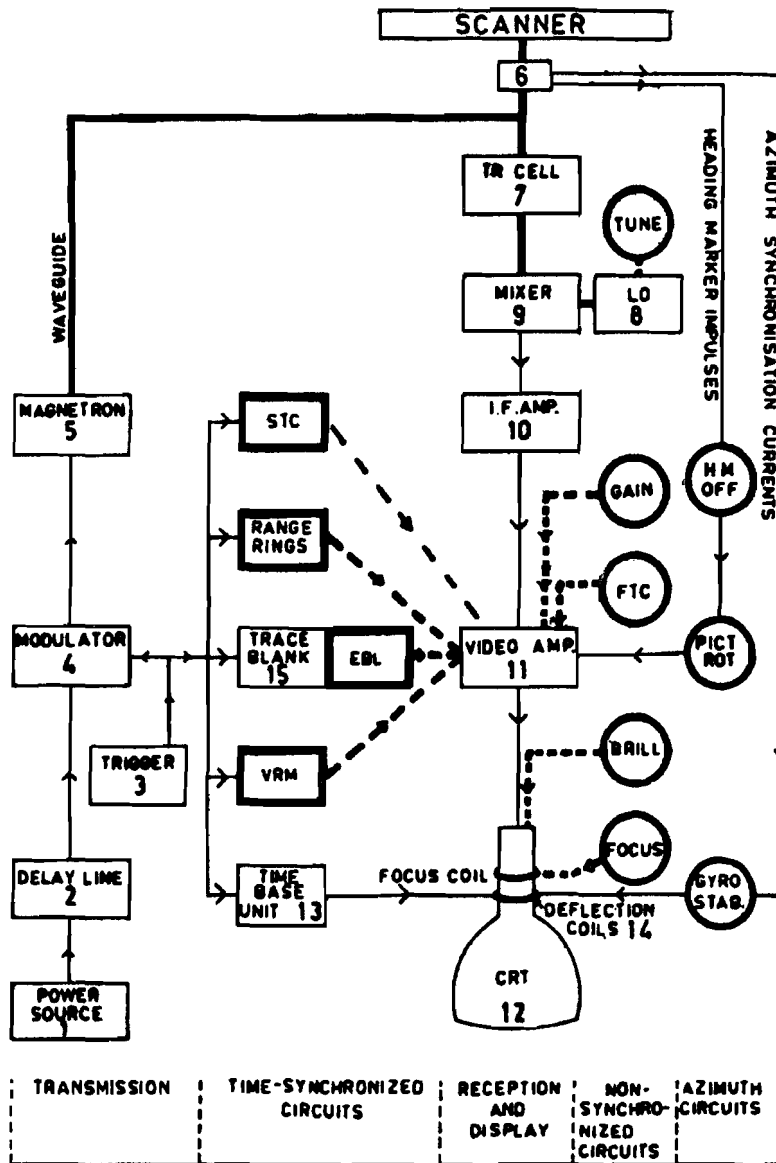 SCANNER
6
TR CELL
7
TUNE
MIXER
9
LO
8
WAVEGUIDE
HEADING MARKER IMPULSES
AZIMUTH SYNCHRONISATION CURRENTS
MAGNETRON
5
STC
I.F. AMP.
10
GAIN
HM
OFF
RANGE
RINGS
FTC
MODULATOR
4
TRACE
BLANK
15
EBL
VIDEO AMP.
11
PICT
ROT
TRIGGER
3
VRM
BRILL
DELAY LINE
2
TIME
BASE
UNIT 13
FOCUS COIL
FOCUS
DEFLECTION
COILS 14
GYRO
STAB.
POWER
SOURCE
1
CRT
12
TRANSMISSION
TIME-SYNCHRONIZED
CIRCUITS
RECEPTION
AND
DISPLAY
NON-
SYNCHRO-
NIZED
CIRCUITS
AZIMUTH
CIRCUITS